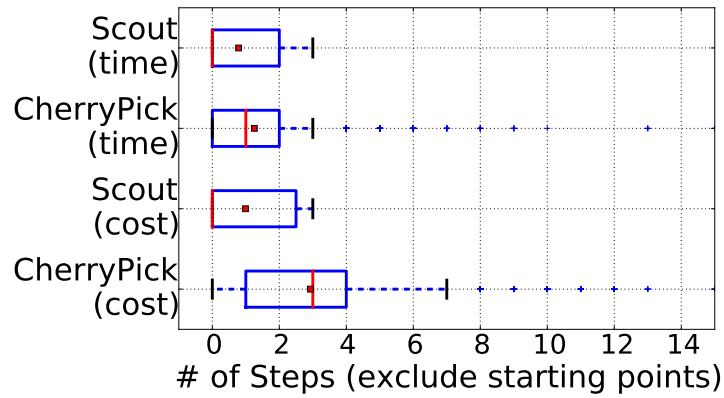 Scout
(time)
CherryPick
(time)
Scout
(cost)
CherryPick
(cost)
0 2 4 6 8 10 12 14
# of Steps (exclude starting points)